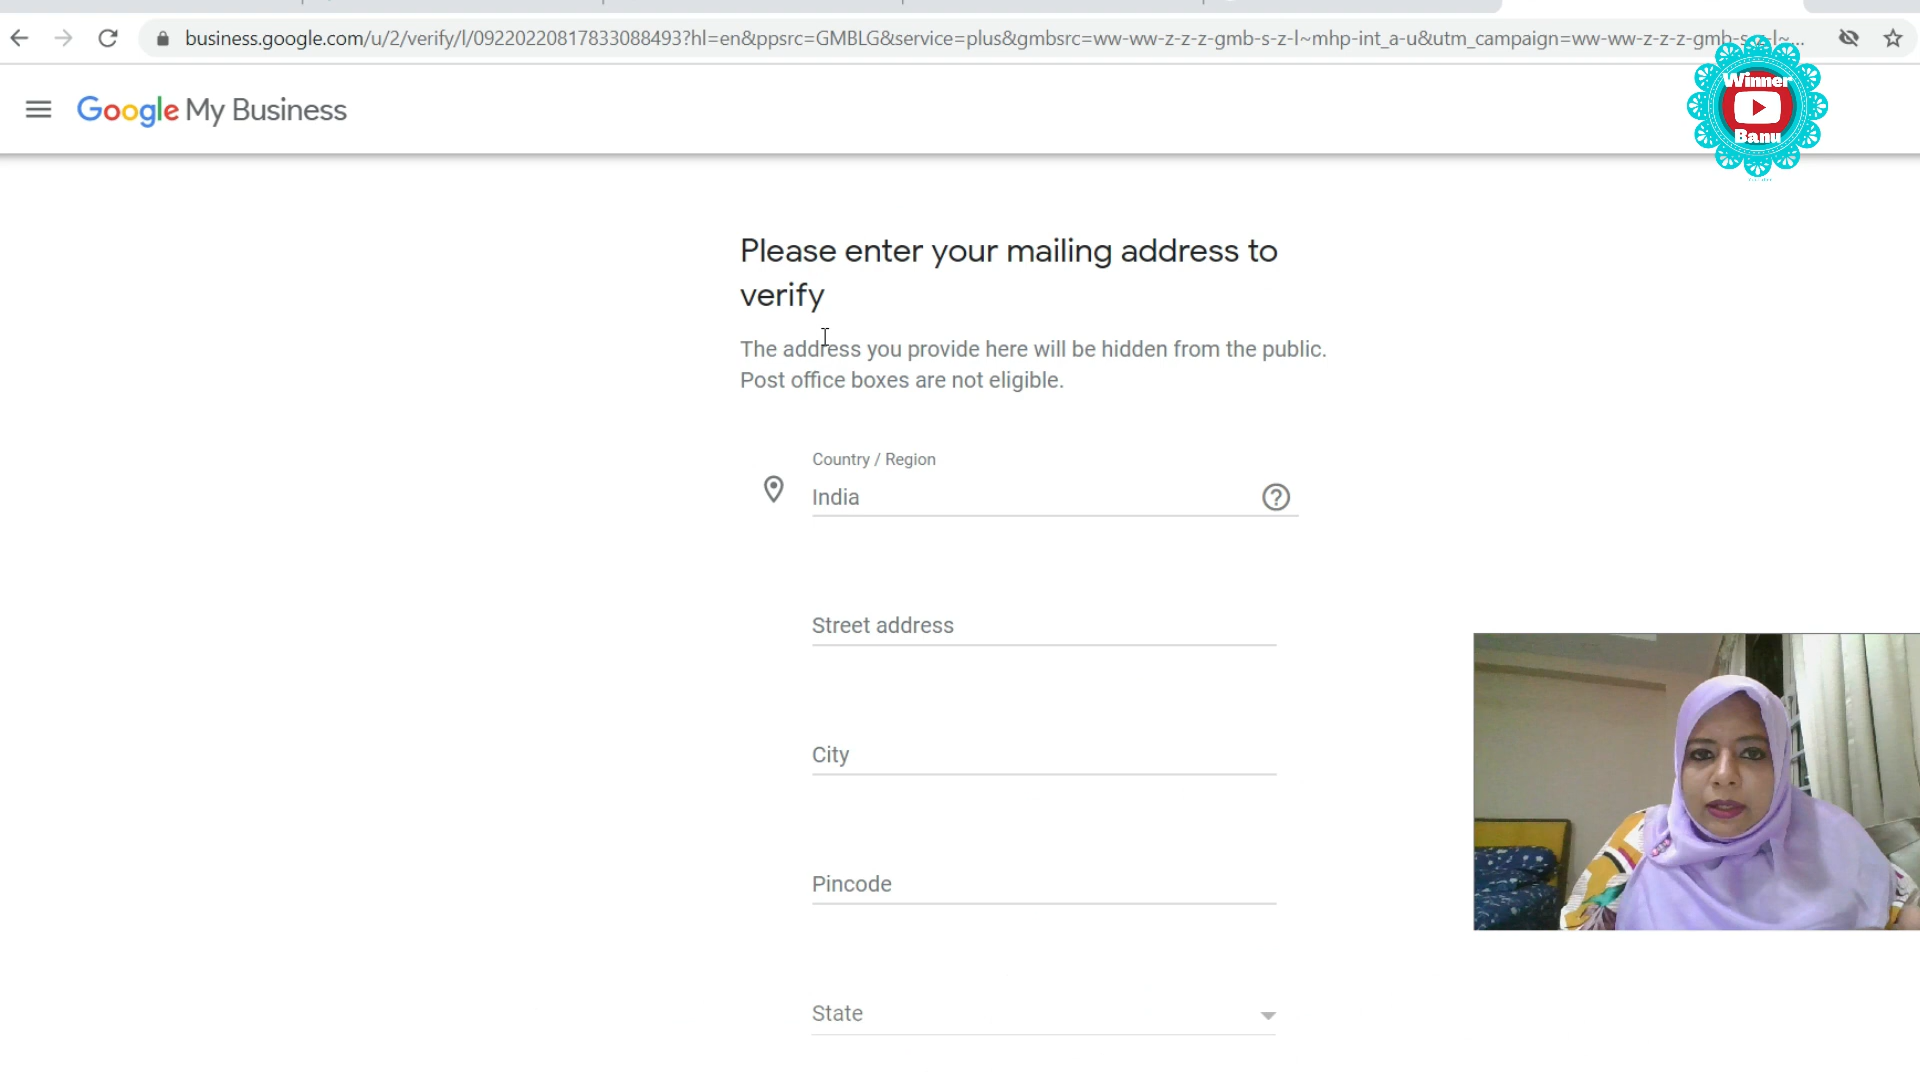 business.google.com/u/2/verify/l/09220220817833088493?hl=en&ppsrc=GMBLG&service=plus&gmbsrc=ww-ww-z-z-z-gmb-s-z-l~mhp-int_a-u&utm_campaign=ww-ww-z-z-z-gmb-s-z-l~...
Google My Business
Winner
Banu
Please enter your mailing address to
verify
The address you provide here will be hidden from the public.
Post office boxes are not eligible.
Country / Region
India
Street address
City
Pincode
State